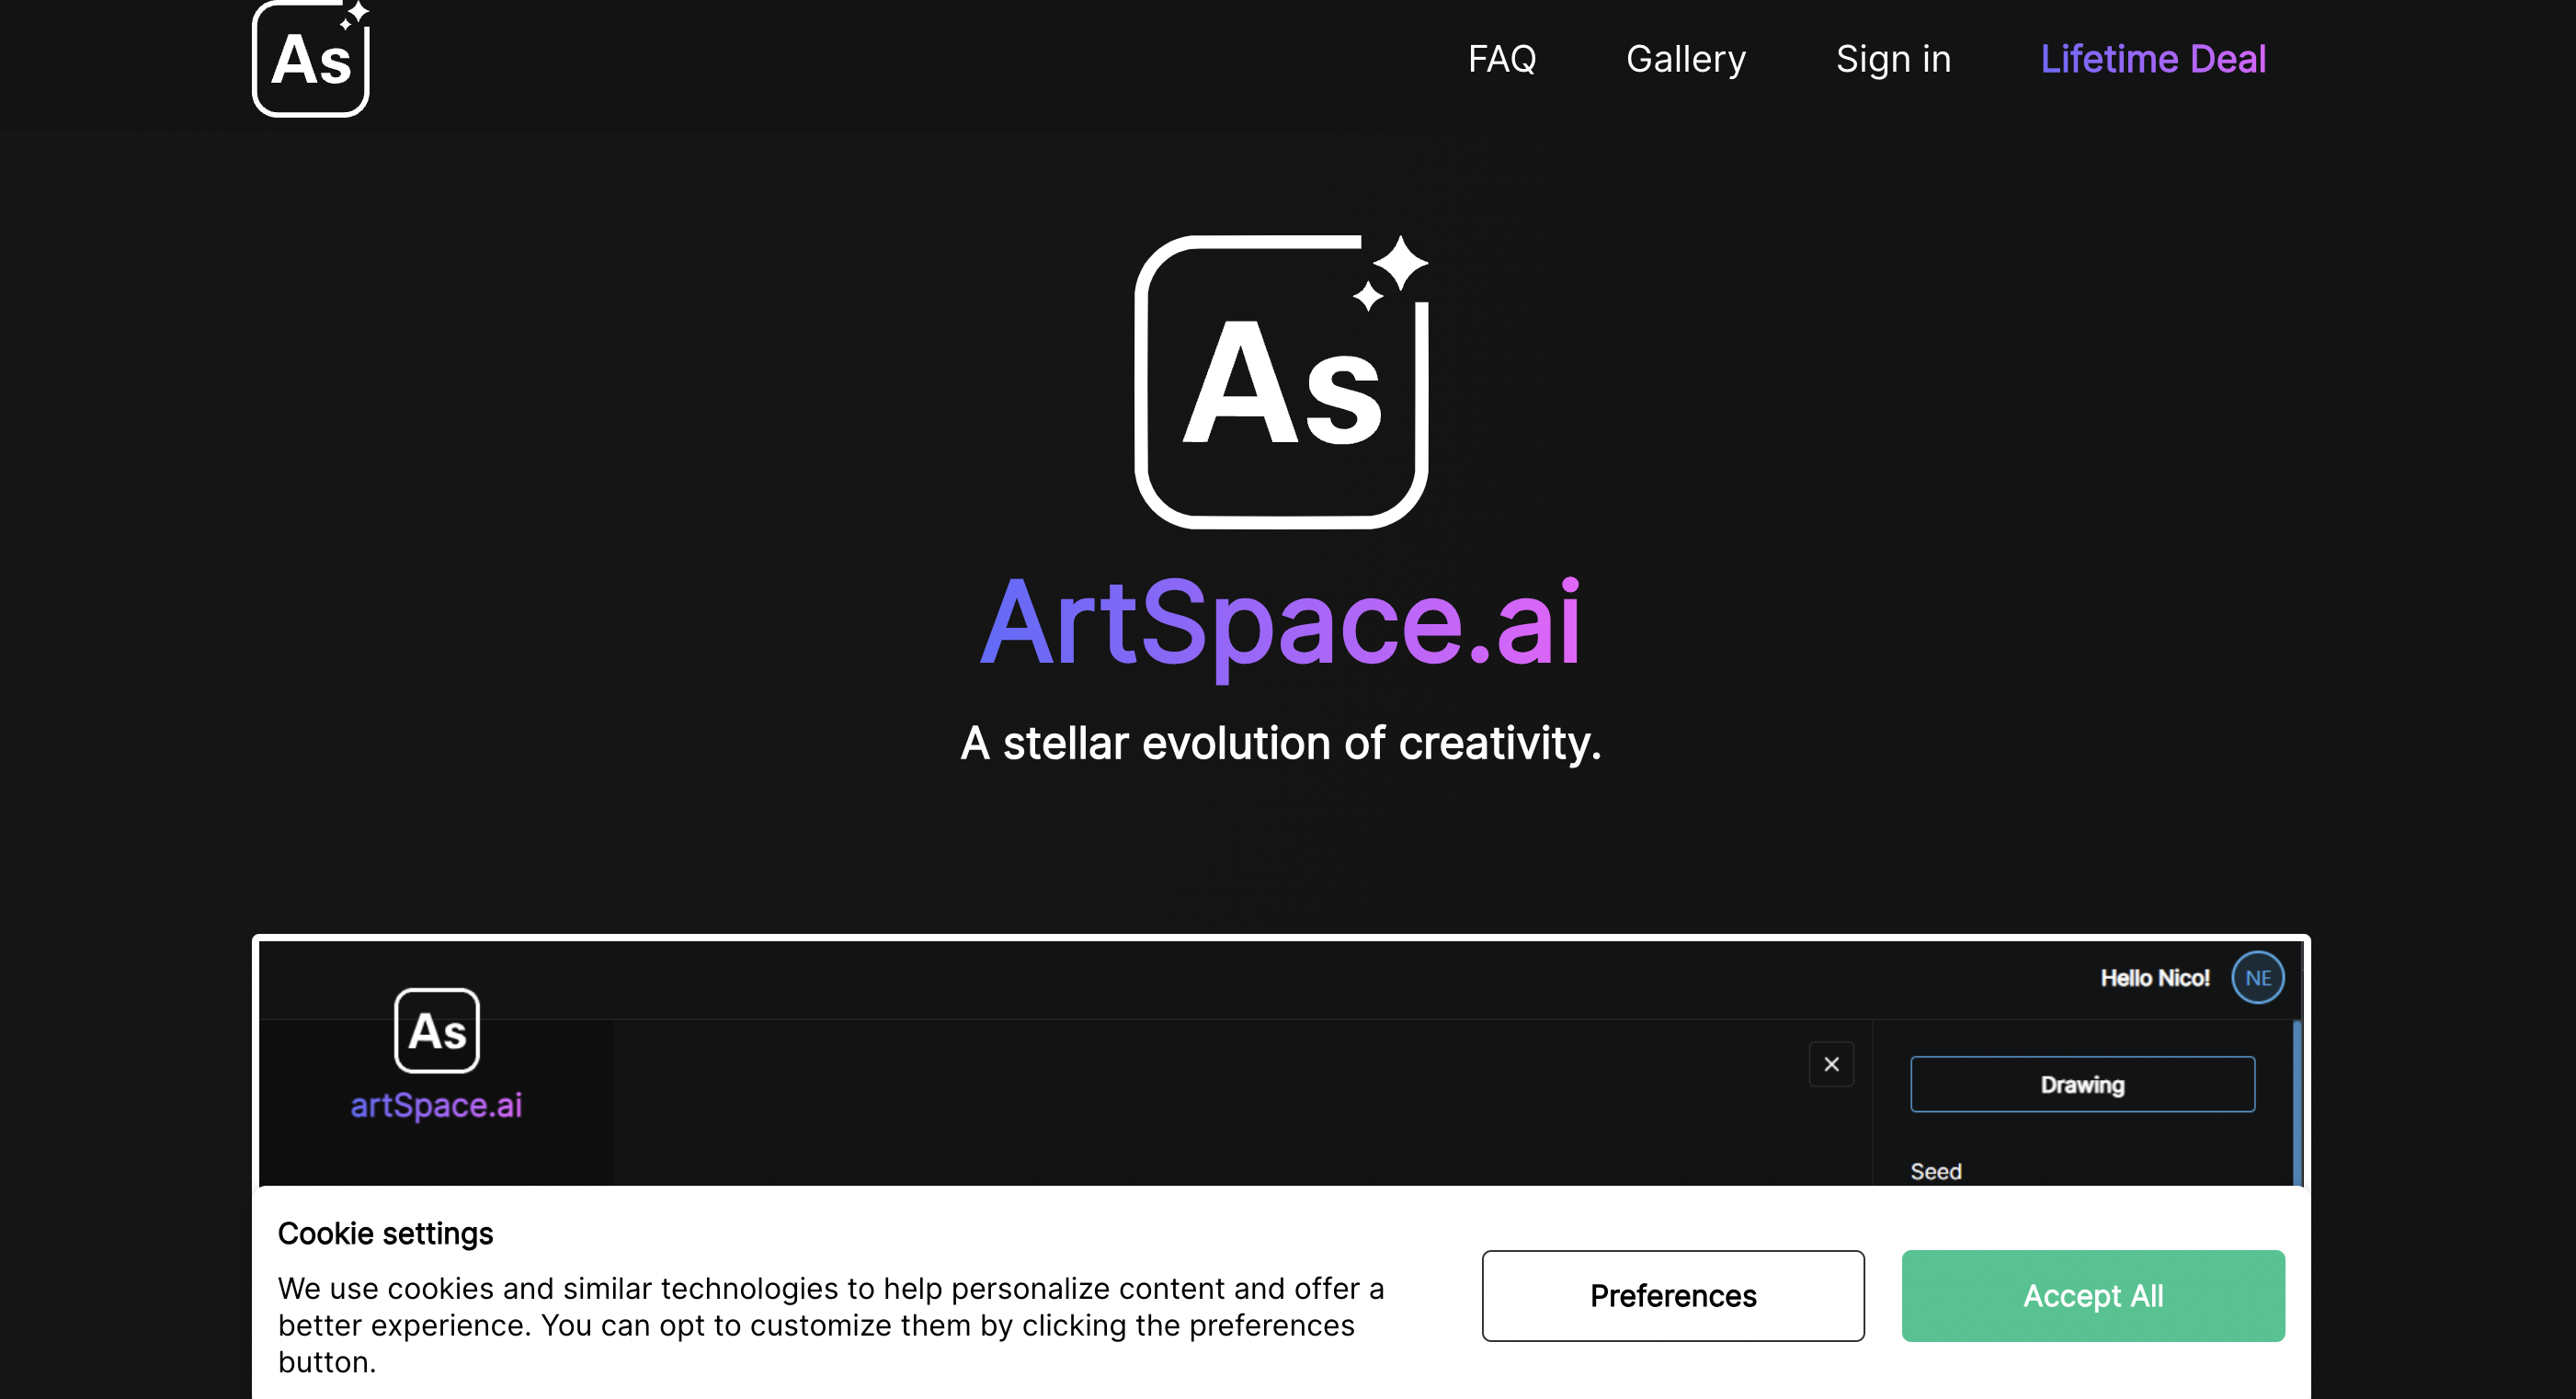 As
FAQ
Gallery
Sign in
Lifetime Deal
As
ArtSpace.ai
A stellar evolution of creativity.
Hello Nico!
NE
As
artSpace.ai
Drawing
Seed
Cookie settings
We use cookies and similar technologies to help personalize content and offer a
better experience. You can opt to customize them by clicking the preferences
button.
Preferences
Accept All